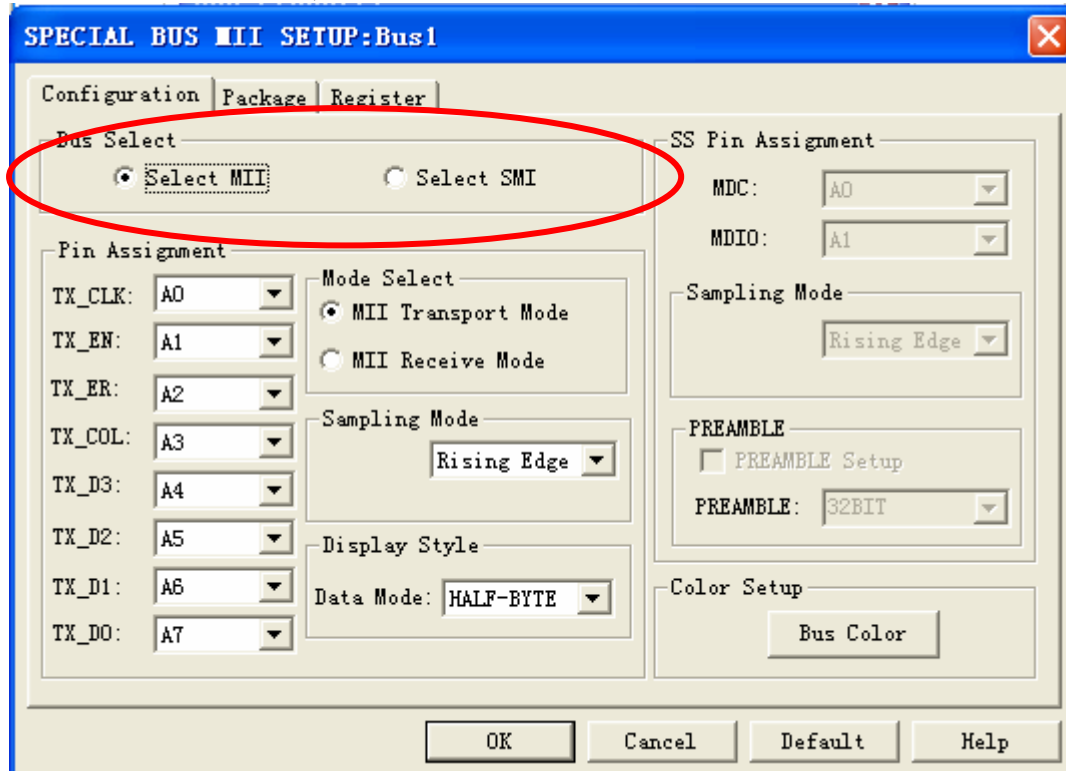 SPECIAL BUS MII SETUP:Bus1
Configuration Package Register
Bus Select
Select MII Select SMI
Pin Assignment
TX_CLK: A0
TX_EN: A1
TX_ER: A2
TX_COL: A3
TX_D3: A4
TX_D2: A5
TX_D1: A6
TX_D0: A7
Mode Select
MII Transport Mode
MII Receive Mode
Sampling Mode
Rising Edge
Display Style
Data Mode: HALF-BYTE
SS Pin Assignment
MDC: A0
MDIO: A1
Sampling Mode
Rising Edge
PREAMBLE
PREAMBLE Setup
PREAMBLE: 32BIT
Color Setup
Bus Color
OK Cancel Default Help